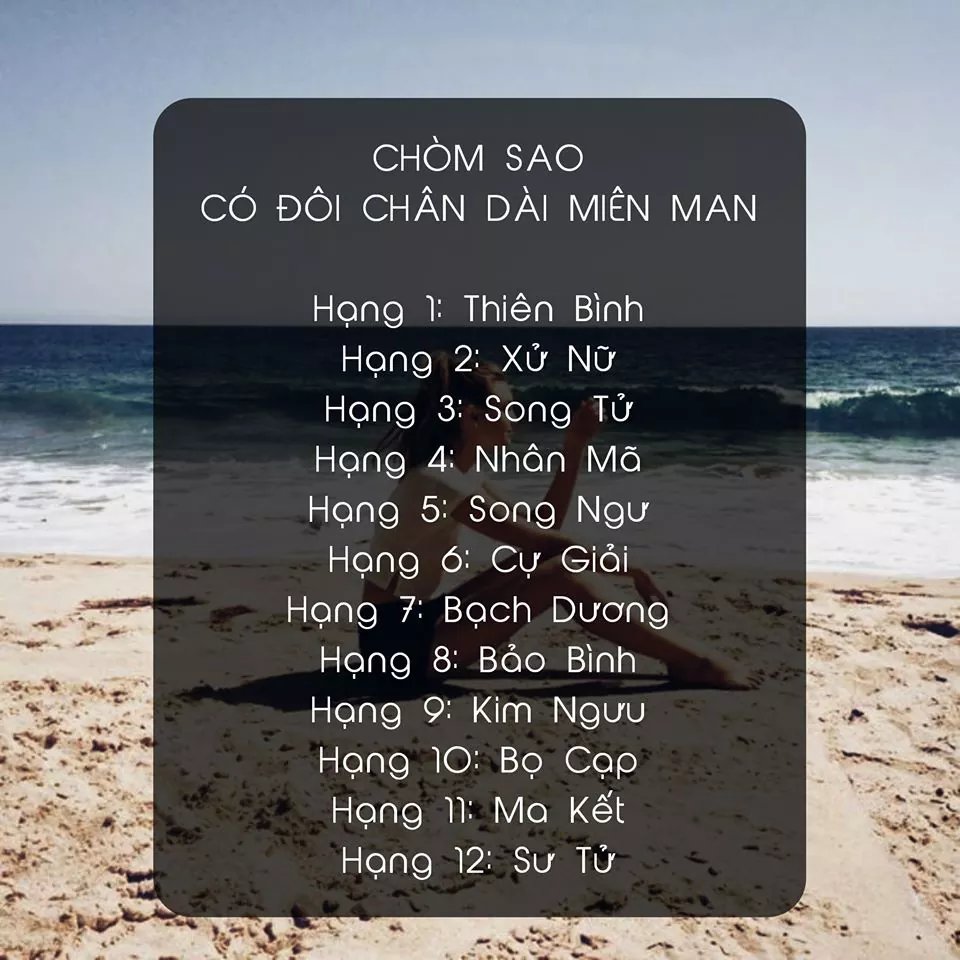 CHÒM SAO
CÓ ĐÔI CHÂN DÀI MIÊN MAN
Hạng 1: Thiên Bình
Hạng 2: Xử Nữ
Hạng 3: Song Tử
Hạng 4: Nhân Mã
Hạng 5: Song Ngư
Hạng 6: Cự Giải
Hạng 7: Bạch Dương
Hạng 8: Bảo Bình
Hạng 9: Kim Ngưu
Hạng 10: Bọ Cạp
Hạng 11: Ma Kết
Hạng 12: Sư Tử